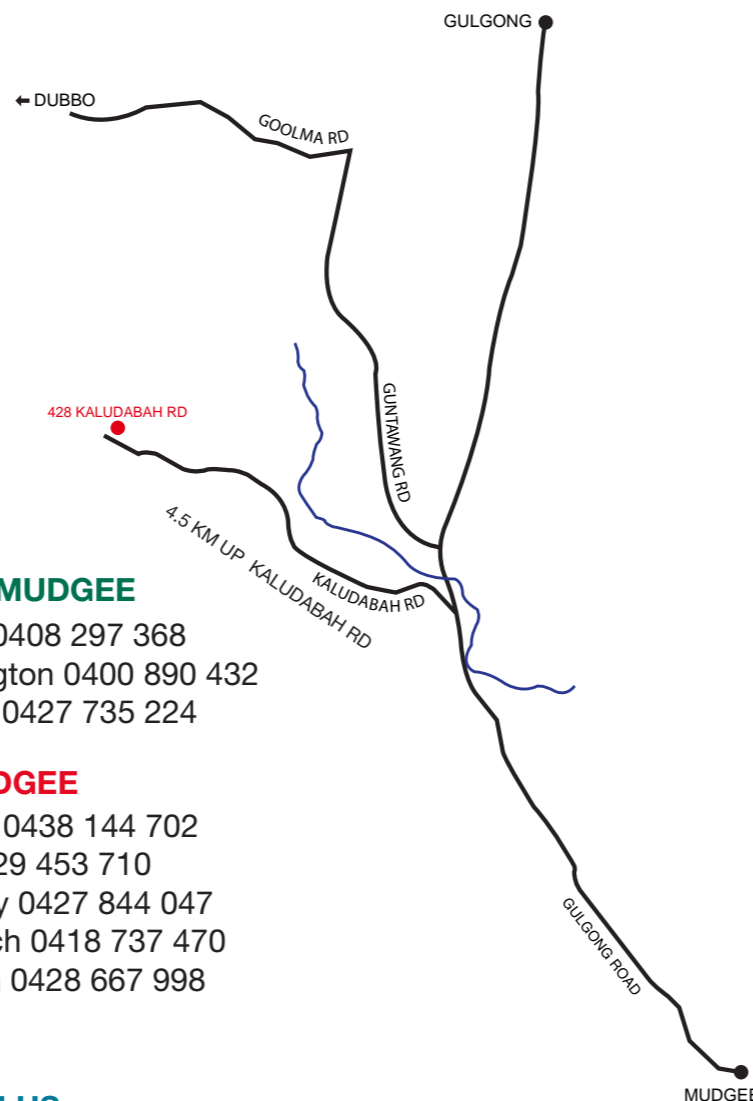 GULGONG
DUBBO
GOOLMA RD
428 KALUDABAH RD
GUNTAWANG RD
4.5 KM UP KALUDABAH RD
KALUDABAH RD
MUDGEE
0408 297 368
gton 0400 890 432
0427 735 224
DGEE
0438 144 702
29 453 710
y 0427 844 047
ch 0418 737 470
0428 667 998
GULGONG ROAD
MUDGEE